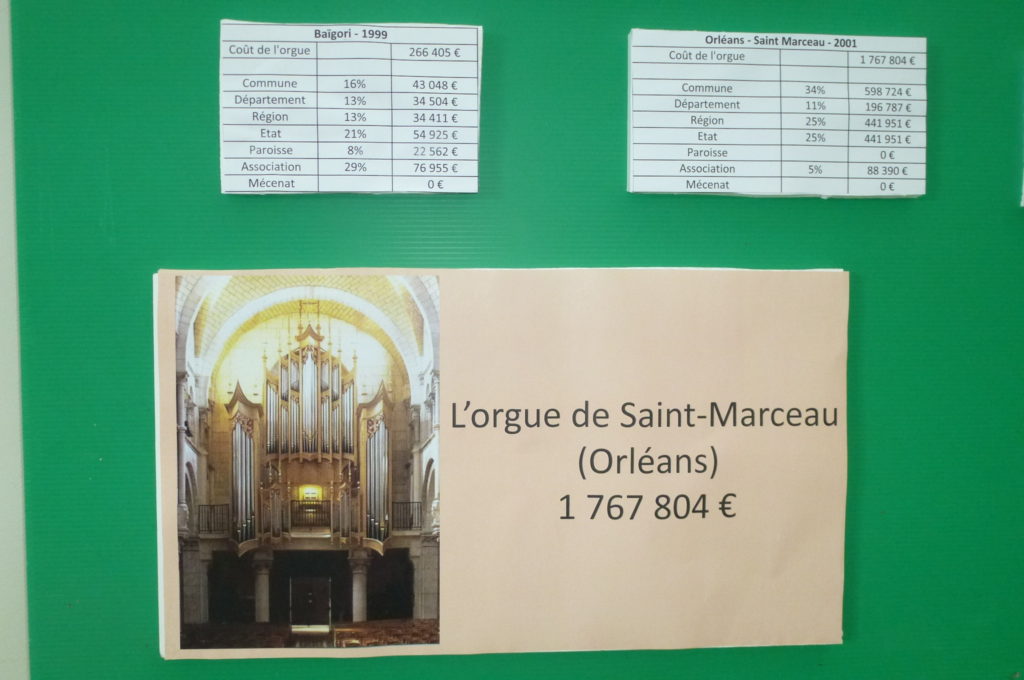 Baïgori - 1999
Coût de l'orgue 266 405 €
Commune 16% 43 048 €
Département 13% 34 504 €
Région 13% 34 411 €
Etat 21% 54 925 €
Paroisse 8% 22 562 €
Association 29% 76 955 €
Mécenat 0 €
Orléans - Saint Marceau - 2001
Coût de l'orgue 1 767 804 €
Commune 34% 598 724 €
Département 11% 196 787 €
Région 25% 441 951 €
Etat 25% 441 951 €
Paroisse 0 €
Association 5% 88 390 €
Mécenat 0 €
L'orgue de Saint-Marceau
(Orléans)
1 767 804 €